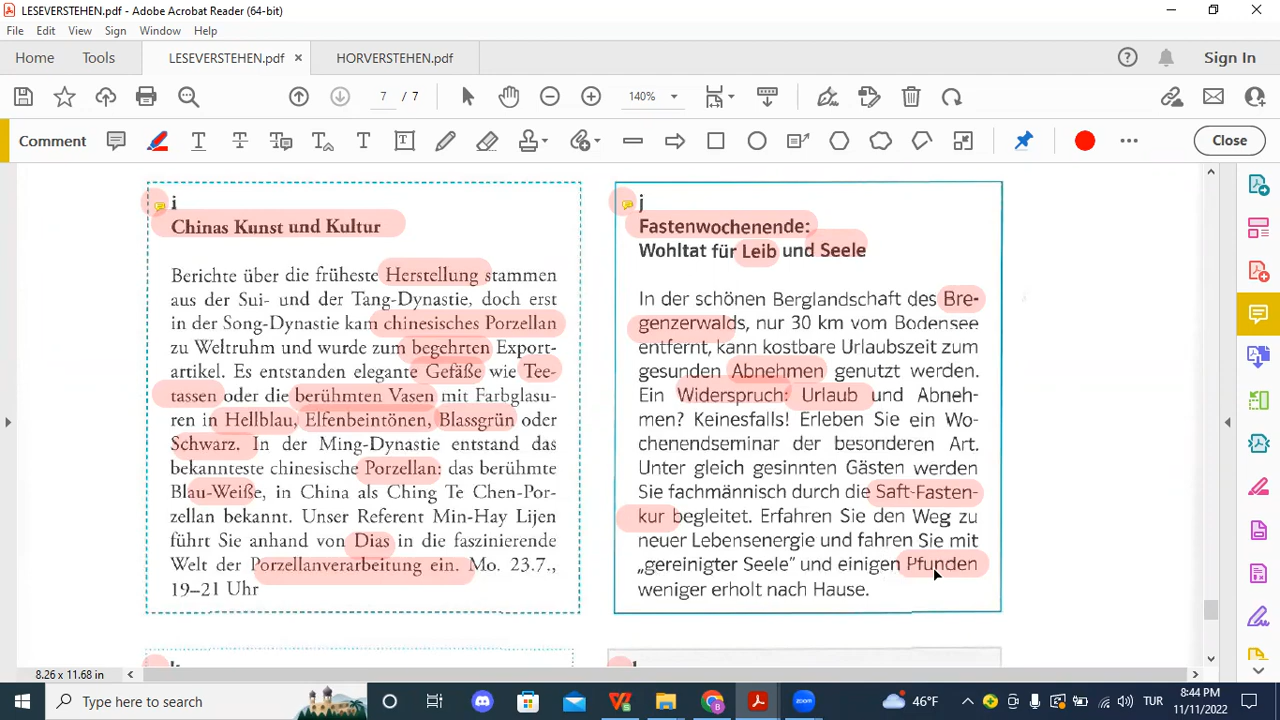 LESEVERSTEHEN.pdf - Adobe Acrobat Reader (64-bit)
File Edit View Sign Window Help
Home Tools LESEVERSTEHEN.pdf × HORVERSTEHEN.pdf Sign In
7 / 7 140%
Comment Close
i
Chinas Kunst und Kultur
Berichte über die früheste Herstellung stammen
aus der Sui- und der Tang-Dynastie, doch erst
in der Song-Dynastie kam chinesisches Porzellan
zu Weltruhm und wurde zum begehrten Export-
artikel. Es entstanden elegante Gefäße wie Tee-
tassen oder die berühmten Vasen mit Farbglasu-
ren in Hellblau, Elfenbeintönen, Blassgrün oder
Schwarz. In der Ming-Dynastie entstand das
bekannteste chinesische Porzellan: das berühmte
Blau-Weiße, in China als Ching Te Chen-Por-
zellan bekannt. Unser Referent Min-Hay Lijen
führt Sie anhand von Dias in die faszinierende
Welt der Porzellanverarbeitung ein. Mo. 23.7.,
19–21 Uhr
j
Fastenwochenende:
Wohltat für Leib und Seele
In der schönen Berglandschaft des Bre-
genzerwalds, nur 30 km vom Bodensee
entfernt, kann kostbare Urlaubszeit zum
gesunden Abnehmen genutzt werden.
Ein Widerspruch: Urlaub und Abneh-
men? Keinesfalls! Erleben Sie ein Wo-
chenendseminar der besonderen Art.
Unter gleich gesinnten Gästen werden
Sie fachmännisch durch die Saft-Fasten-
kur begleitet. Erfahren Sie den Weg zu
neuer Lebensenergie und fahren Sie mit
„gereinigter Seele" und einigen Pfunden
weniger erholt nach Hause.
8.26 x 11.68 in
Type here to search
zoom
46°F
TUR
8:44 PM
11/11/2022